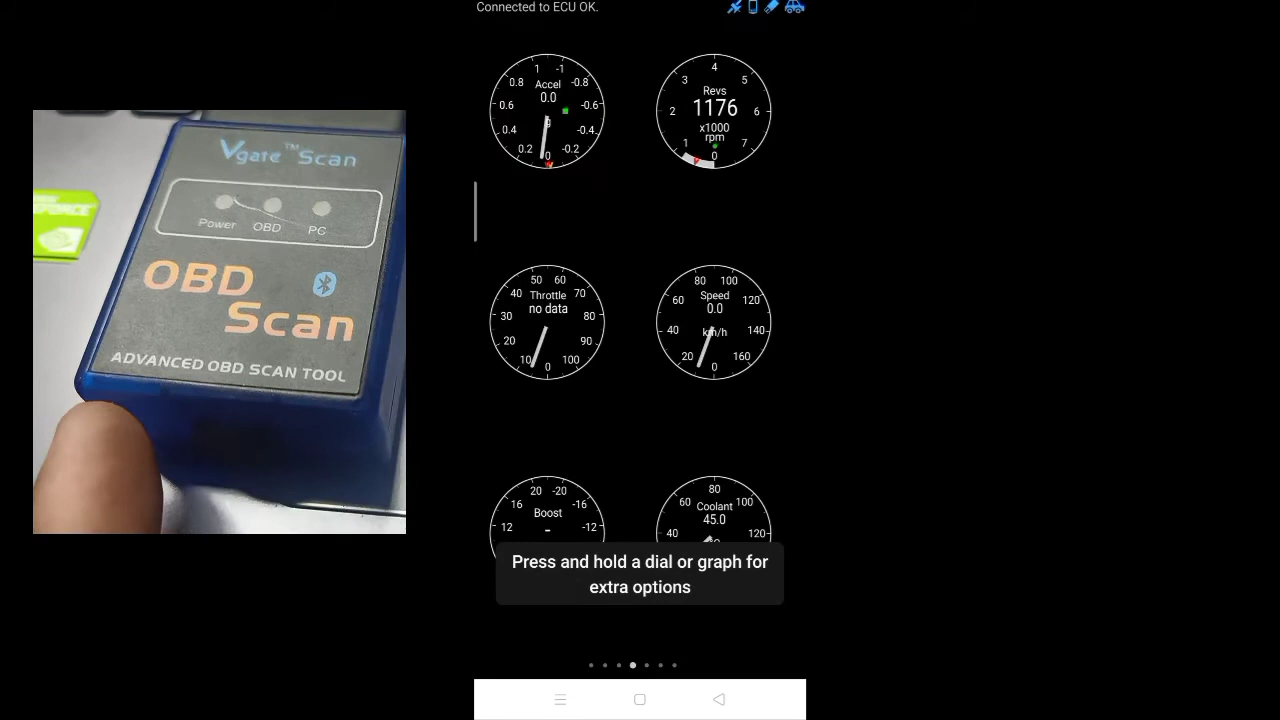 Vgate™ Scan
Power OBD PC
OBD
Scan
ADVANCED OBD SCAN TOOL
Connected to ECU OK.
1 -1
0.8 Accel -0.8
0.0
0.6 -0.6
0.4 -0.4
0.2 0 -0.2
4
3 5
Revs
2 1176 6
x1000
rpm
1 0 7
50 60
40 Throttle 70
30 no data 80
20 90
10 0 100
80 100
60 Speed 120
0.0
40 km/h 140
20 0 160
20 -20
16 -16
Boost
12 - -12
80
60 Coolant 100
45.0
40 120
Press and hold a dial or graph for
extra options